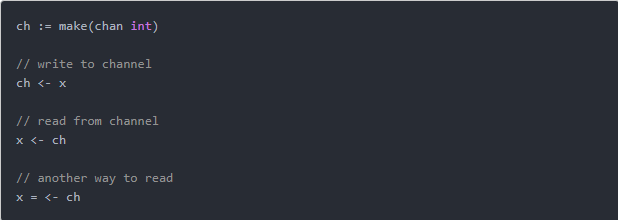 ch := make(chan int)
// write to channel
ch <- x
// read from channel
x <- ch
// another way to read
x = <- ch